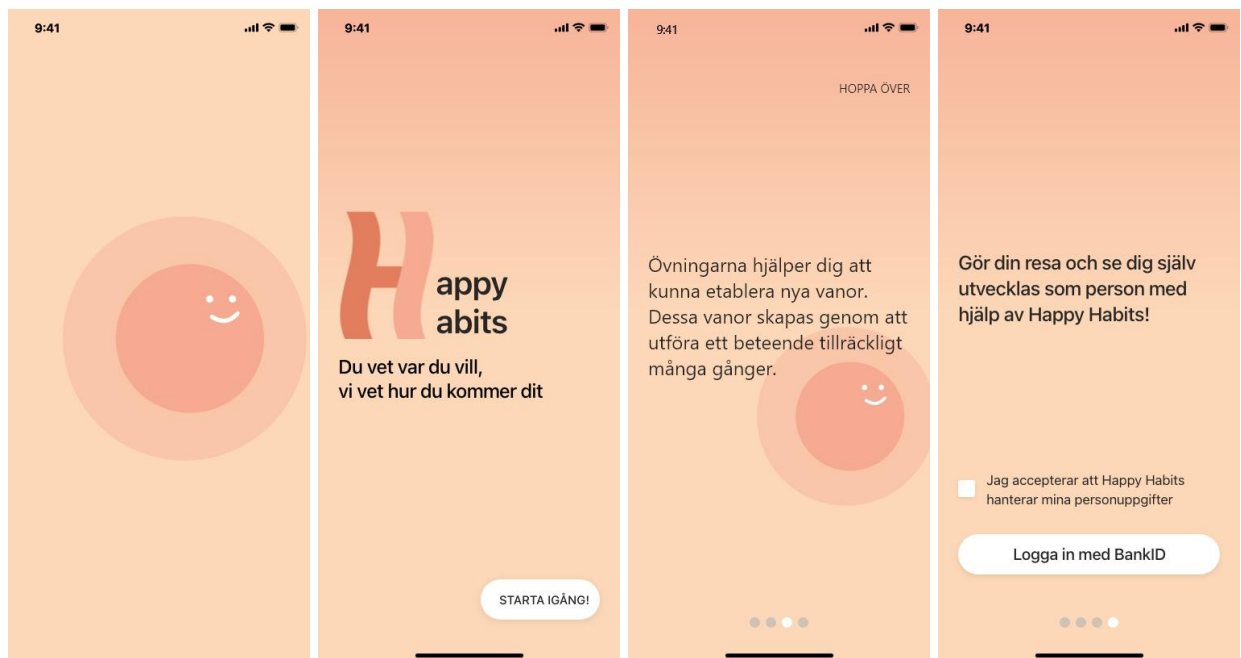 9:41
9:41
Happy
Habits
Du vet var du vill,
vi vet hur du kommer dit
STARTA IGÅNG!
9:41
HOPPA ÖVER
Övningarna hjälper dig att
kunna etablera nya vanor.
Dessa vanor skapas genom att
utföra ett beteende tillräckligt
många gånger.
9:41
Gör din resa och se dig själv
utvecklas som person med
hjälp av Happy Habits!
Jag accepterar att Happy Habits
hanterar mina personuppgifter
Logga in med BankID